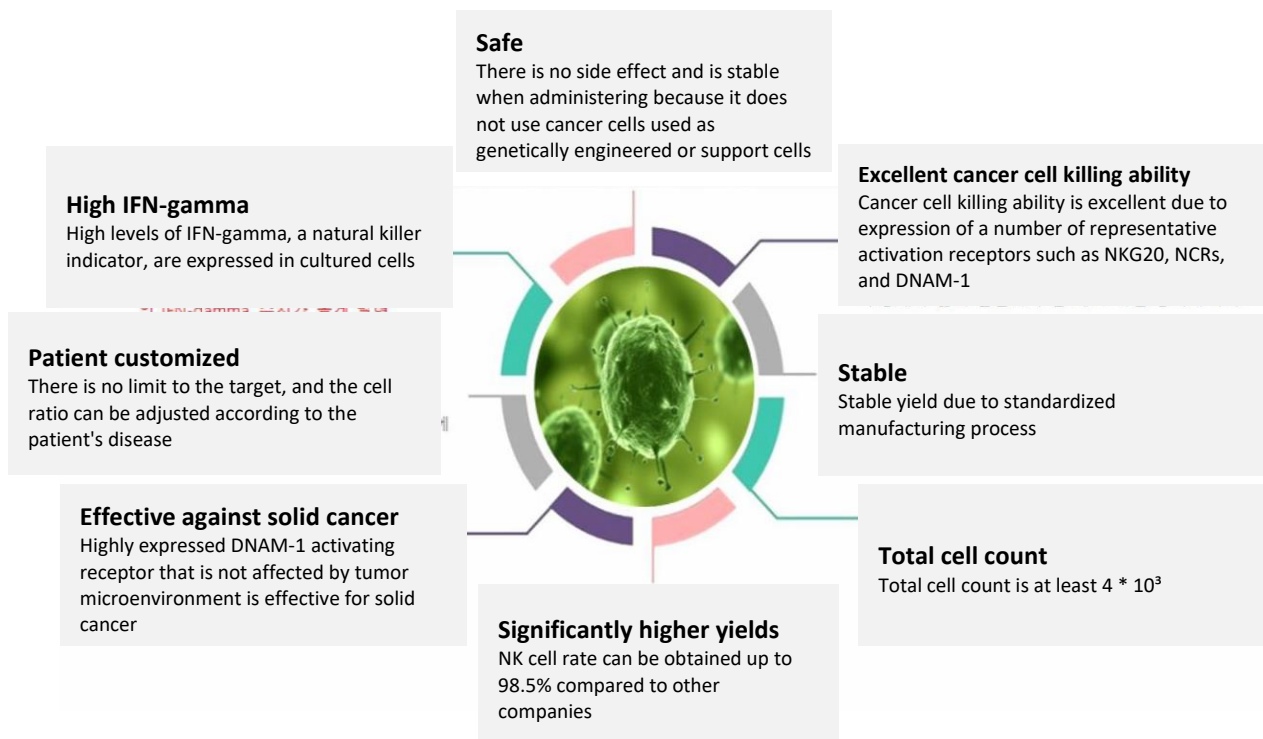 Safe
There is no side effect and is stable
when administering because it does
not use cancer cells used as
genetically engineered or support cells
High IFN-gamma
High levels of IFN-gamma, a natural killer
indicator, are expressed in cultured cells
Excellent cancer cell killing ability
Cancer cell killing ability is excellent due to
expression of a number of representative
activation receptors such as NKG20, NCRs,
and DNAM-1
Patient customized
There is no limit to the target, and the cell
ratio can be adjusted according to the
patient's disease
Stable
Stable yield due to standardized
manufacturing process
Effective against solid cancer
Highly expressed DNAM-1 activating
receptor that is not affected by tumor
microenvironment is effective for solid
cancer
Total cell count
Total cell count is at least 4 * 10³
Significantly higher yields
NK cell rate can be obtained up to
98.5% compared to other
companies